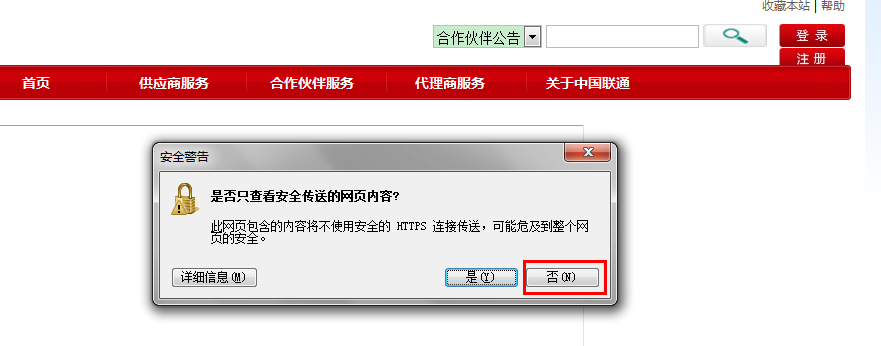 收藏本站 | 帮助
合作伙伴公告
登 录
注 册
首页 供应商服务 合作伙伴服务 代理商服务 关于中国联通
安全警告
是否只查看安全传送的网页内容?
此网页包含的内容将不使用安全的 HTTPS 连接传送，可能危及到整个网
页的安全。
详细信息(M) 是(Y) 否(N)